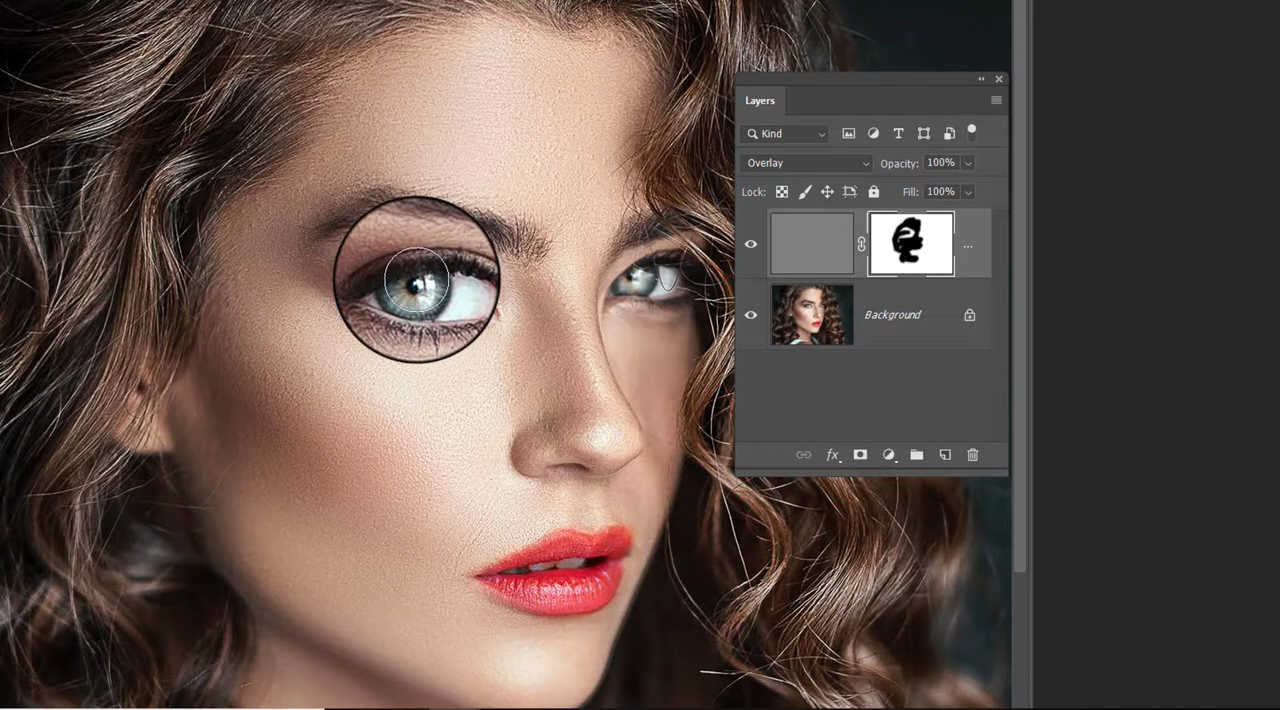 Layers
Kind
Overlay Opacity: 100%
Lock: Fill: 100%
...
Background
fx